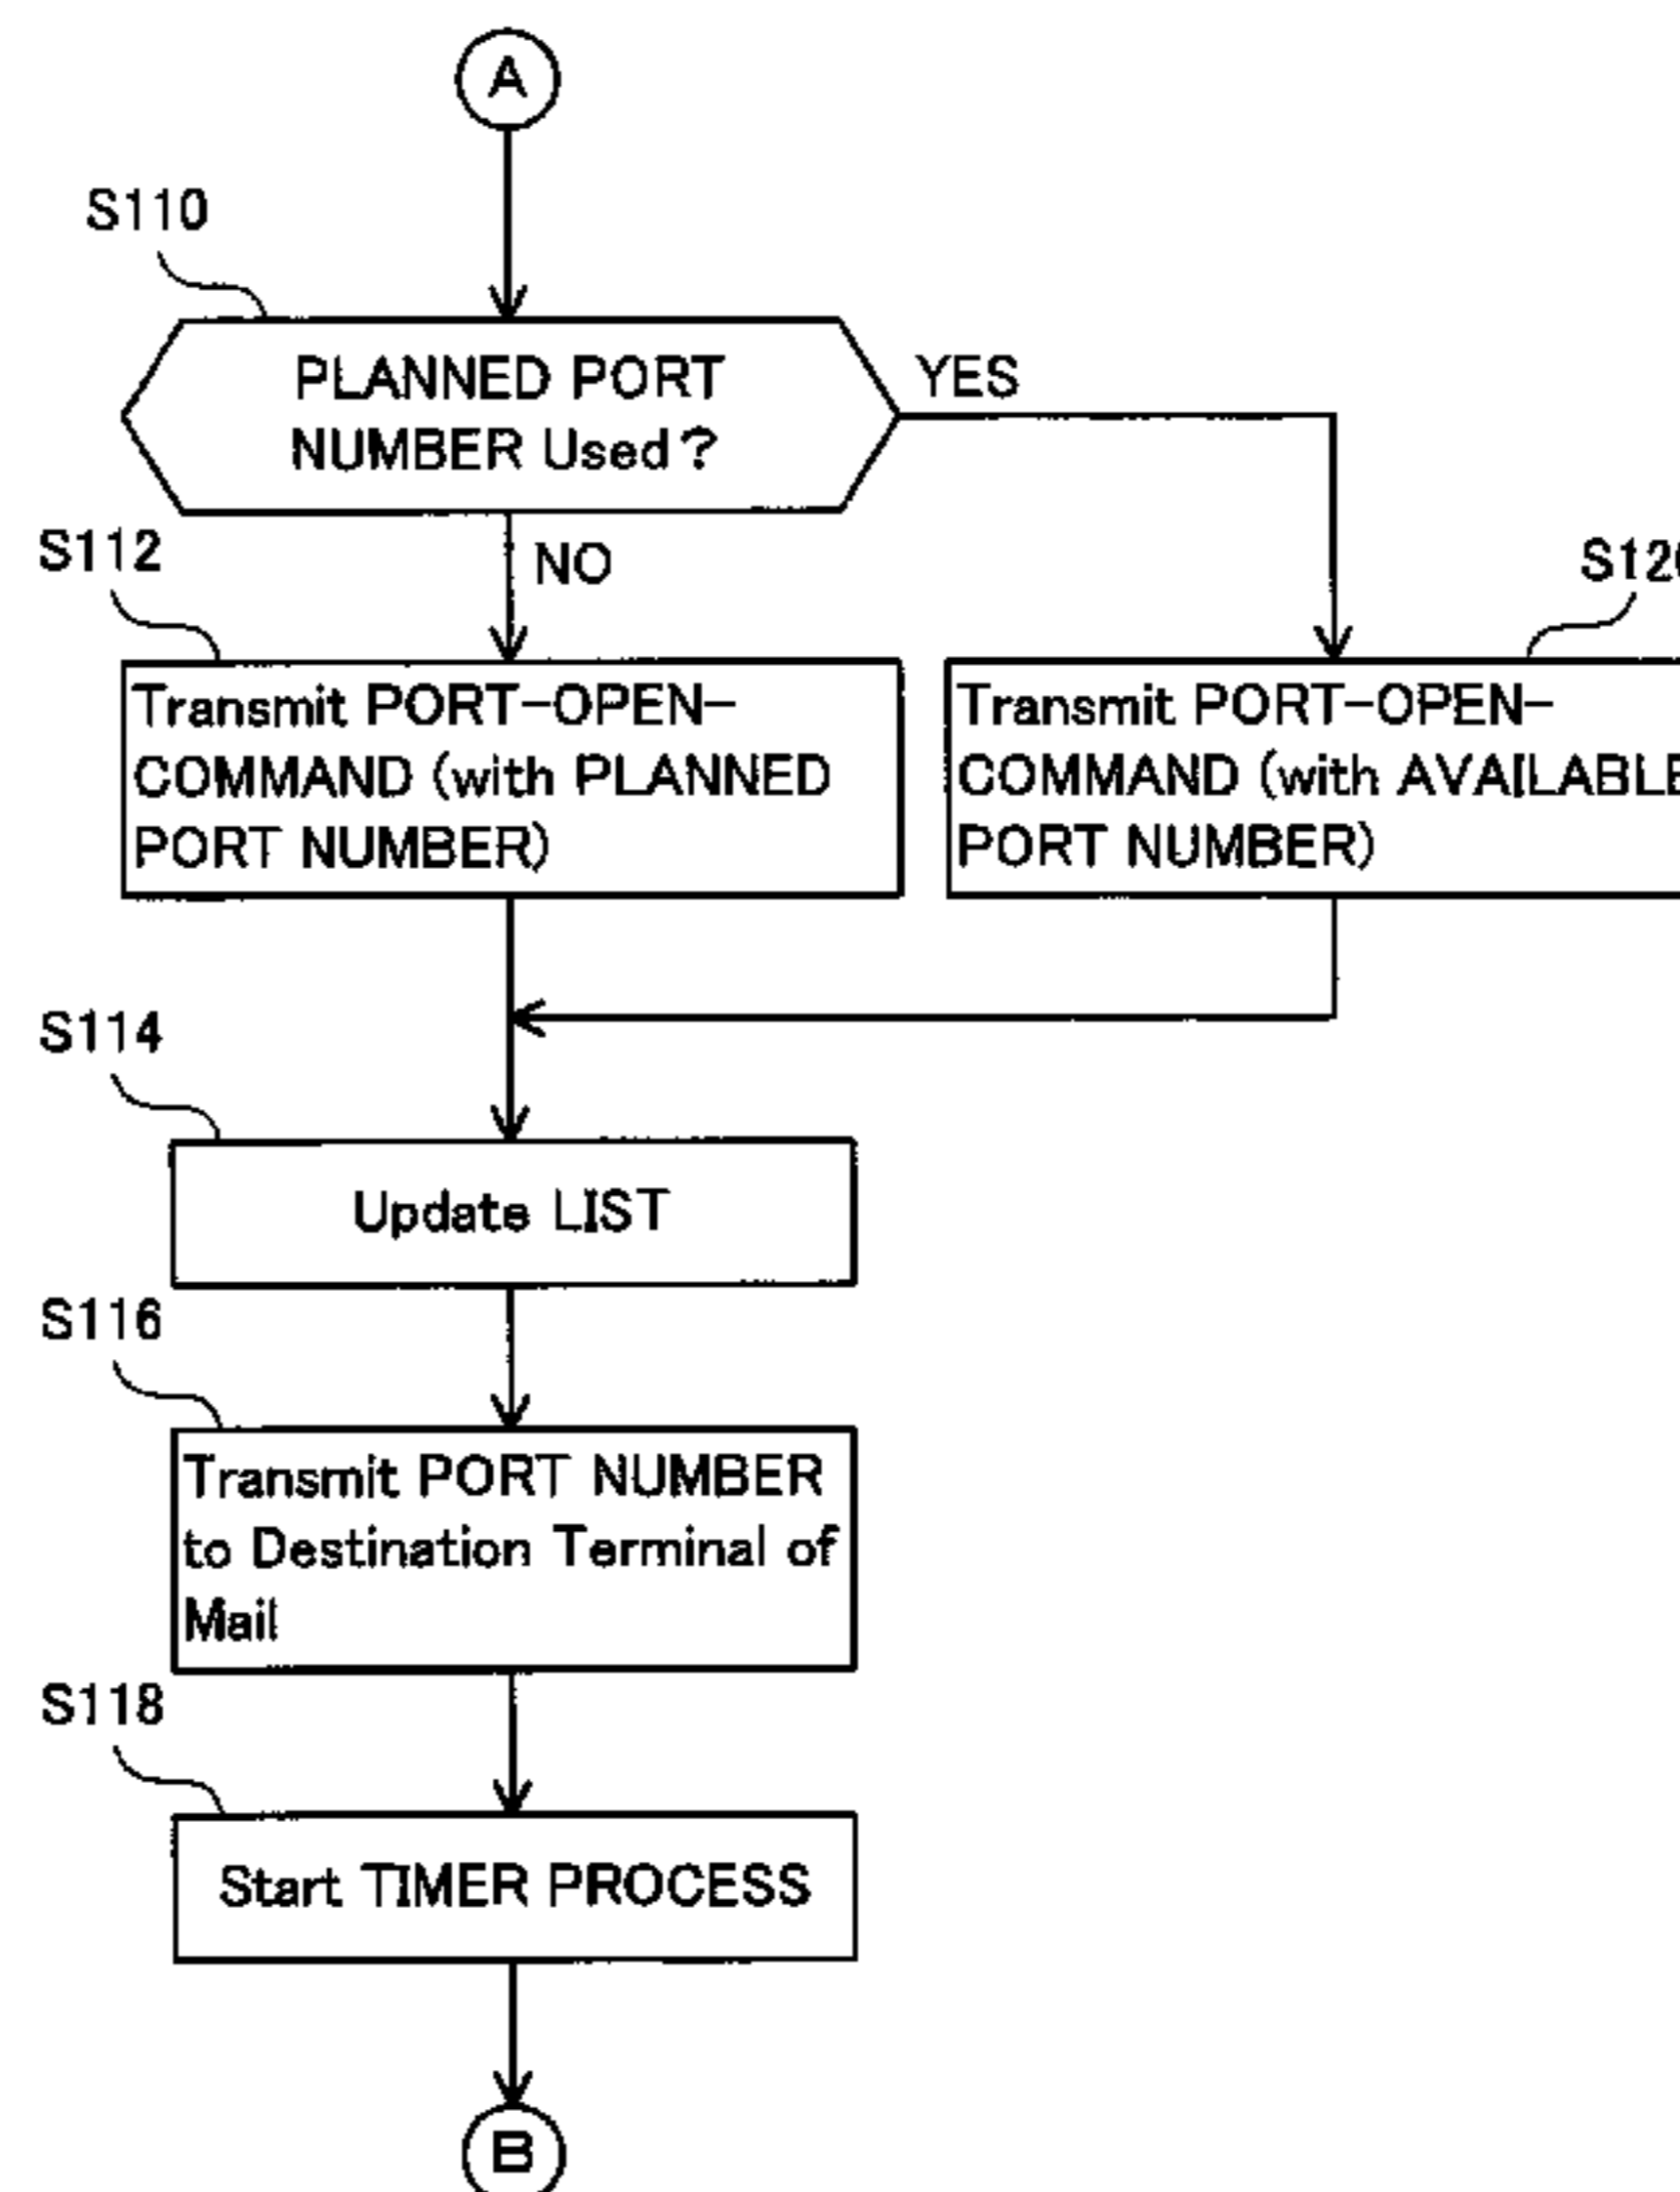 A
S110
PLANNED PORT
NUMBER Used?
YES
NO
S112
Transmit PORT-OPEN-
COMMAND (with PLANNED
PORT NUMBER)
S120
Transmit PORT-OPEN-
COMMAND (with AVAILABLE
PORT NUMBER)
S114
Update LIST
S116
Transmit PORT NUMBER
to Destination Terminal of
Mail
S118
Start TIMER PROCESS
B